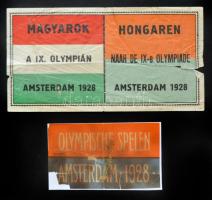 MAGYAROK
A IX. OLYMPIÁN
AMSTERDAM 1928
HONGAREN
NAAR DE IX-e OLYMPIADE
AMSTERDAM 1928
OLYMPISCHE SPELEN
AMSTERDAM-1928